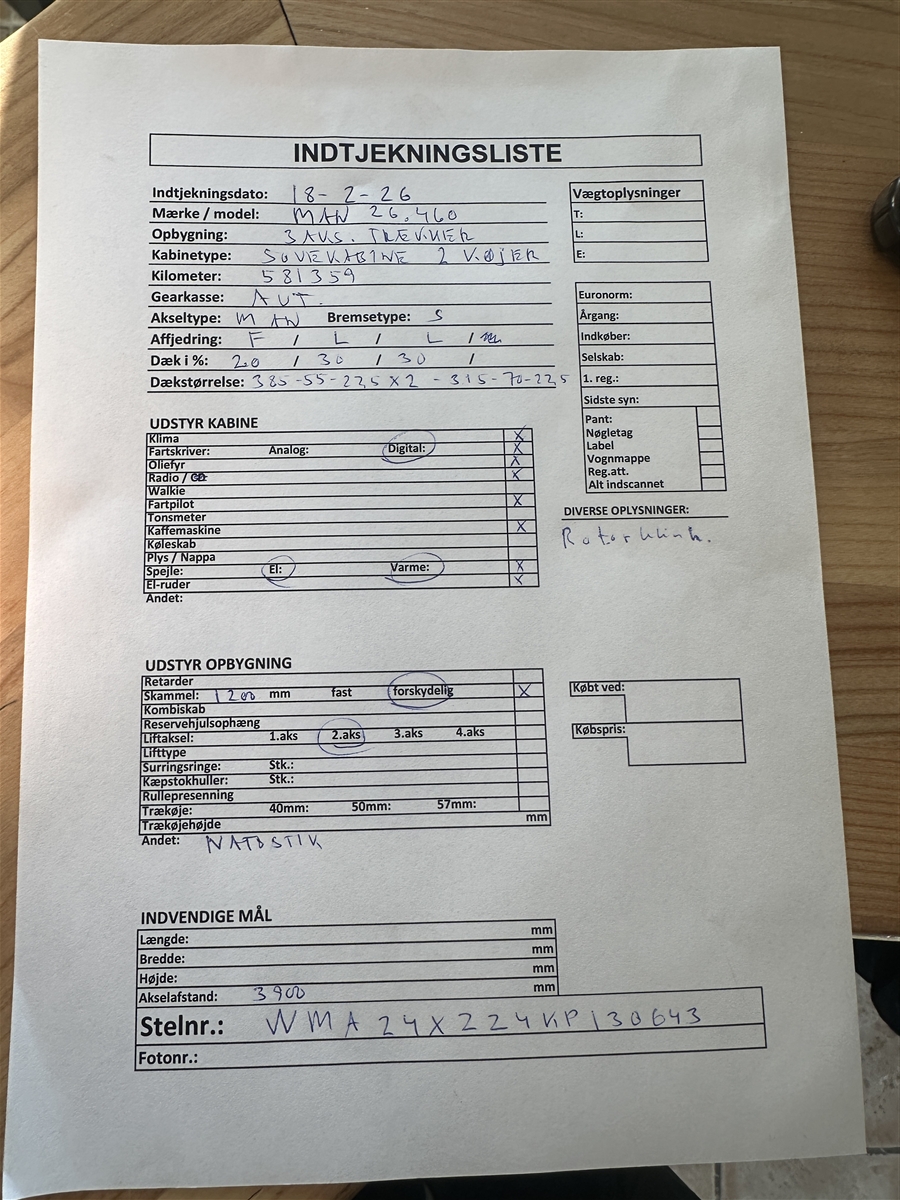 INDTJEKNINGSLISTE
Indtjekningsdato: 18-2-26
Mærke / model: MAN 26.460
Opbygning: 3 AKS. TRÆKKER
Kabinetype: SOVEKABINE 2 KØJER
Kilometer: 581359
Gearkasse: AUT.
Akseltype: MAN Bremsetype: S
Affjedring: F / L / L /
Dæk i %: 20 / 30 / 30 /
Dækstørrelse: 385-55-22,5 X 2 - 315-70-22,5
Vægtoplysninger
T:
L:
E:
Euronorm:
Årgang:
Indkøber:
Selskab:
1. reg.:
Sidste syn:
Pant:
Nøgletag
Label
Vognmappe
Reg.att.
Alt indscannet
DIVERSE OPLYSNINGER:
Rotorblink.
UDSTYR KABINE
Klima X
Fartskriver: Analog: Digital: X
Oliefyr X
Radio / CD X
Walkie
Fartpilot X
Tonsmeter
Kaffemaskine X
Køleskab
Plys / Nappa
Spejle: El: Varme: X
El-ruder X
Andet:
UDSTYR OPBYGNING
Retarder
Skammel: 1200 mm fast forskydelig X
Kombiskab
Reservehjulsophæng
Liftaksel: 1.aks 2.aks 3.aks 4.aks
Lifttype
Surringsringe: Stk.:
Kæpstokhuller: Stk.:
Rullepresenning
Trækøje: 40mm: 50mm: 57mm:
Trækøjehøjde mm
Andet: NATOSTIK
Købt ved:
Købspris:
INDVENDIGE MÅL
Længde: mm
Bredde: mm
Højde: mm
Akselafstand: 3900 mm
Stelnr.: WMA24XZZ4KP130643
Fotonr.: